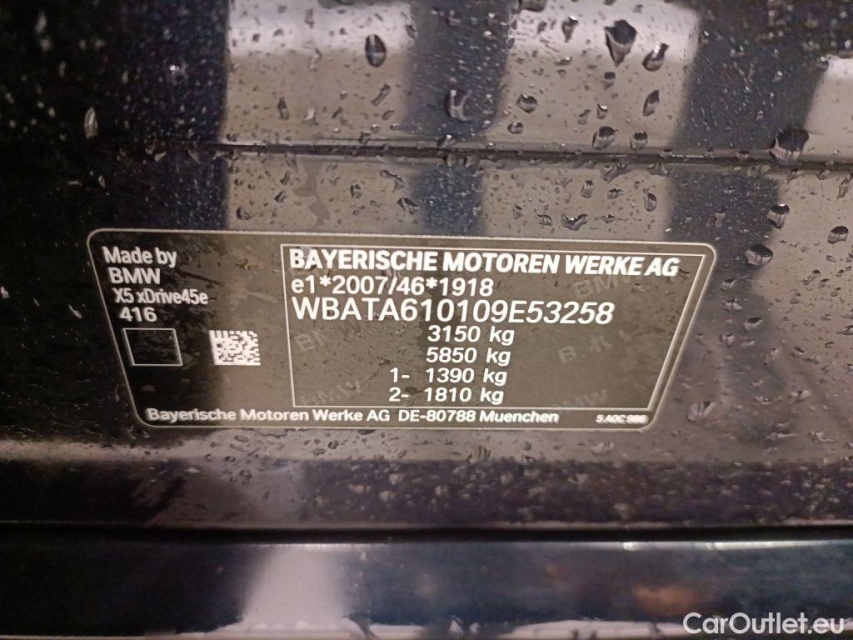 Made by
BMW
X5 xDrive45e
416
BAYERISCHE MOTOREN WERKE AG
e1*2007/46*1918
WBATA610109E53258
3150 kg
5850 kg
1- 1390 kg
2- 1810 kg
Bayerische Motoren Werke AG DE-80788 Muenchen
CarOutlet.eu